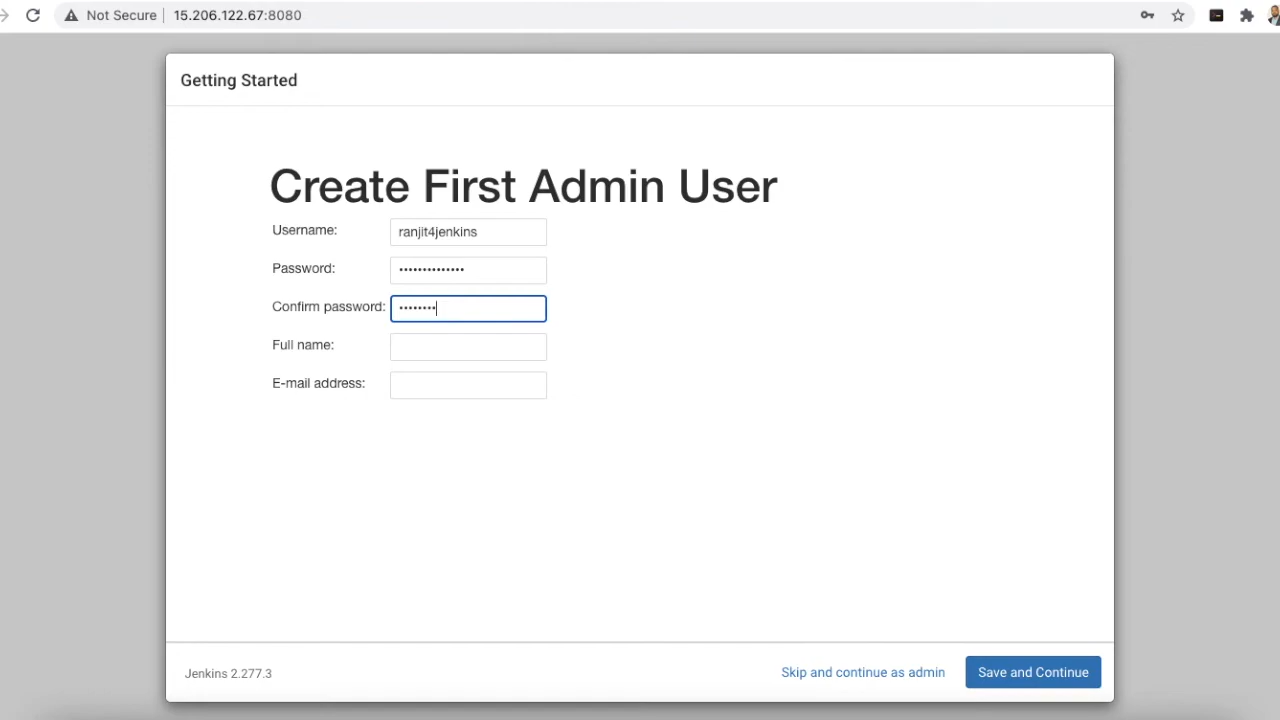 Not Secure 15.206.122.67:8080
Getting Started
Create First Admin User
Username: ranjit4jenkins
Password: ••••••••••••••
Confirm password: ••••••••
Full name:
E-mail address:
Jenkins 2.277.3 Skip and continue as admin Save and Continue